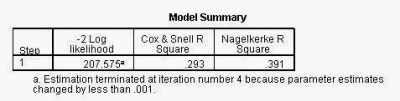 Model Summary
Step -2 Log likelihood Cox & Snell R Square Nagelkerke R Square
1 207.575a .293 .391
a. Estimation terminated at iteration number 4 because parameter estimates
changed by less than .001.